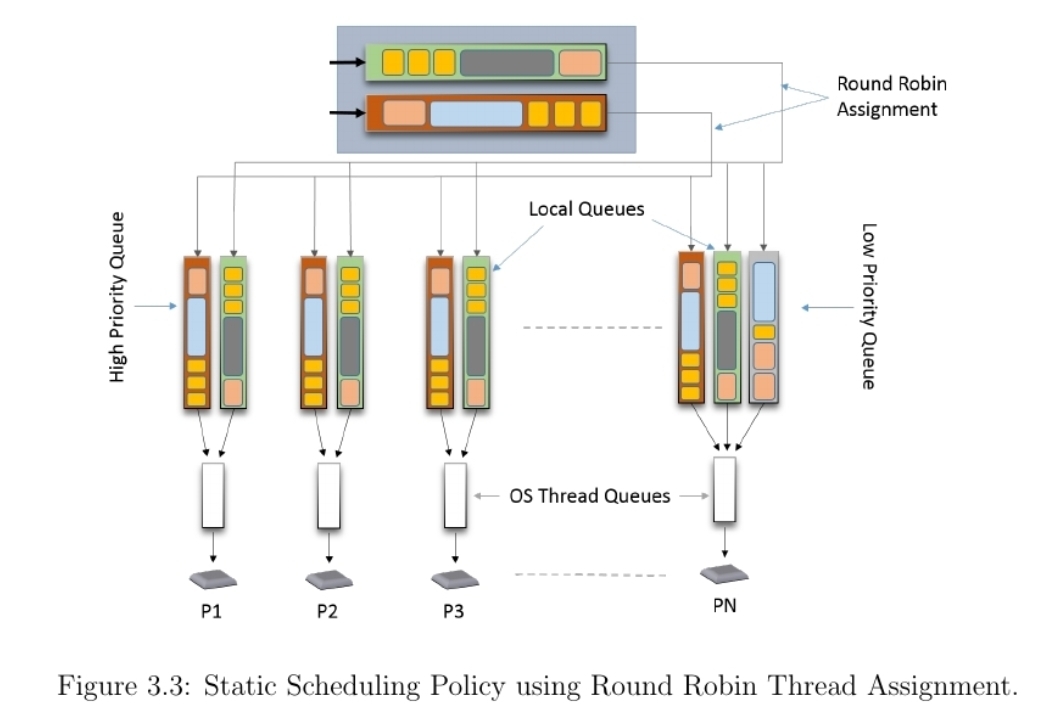 Round Robin
Assignment
Local Queues
High Priority Queue
Low Priority Queue
OS Thread Queues
P1
P2
P3
PN
Figure 3.3: Static Scheduling Policy using Round Robin Thread Assignment.